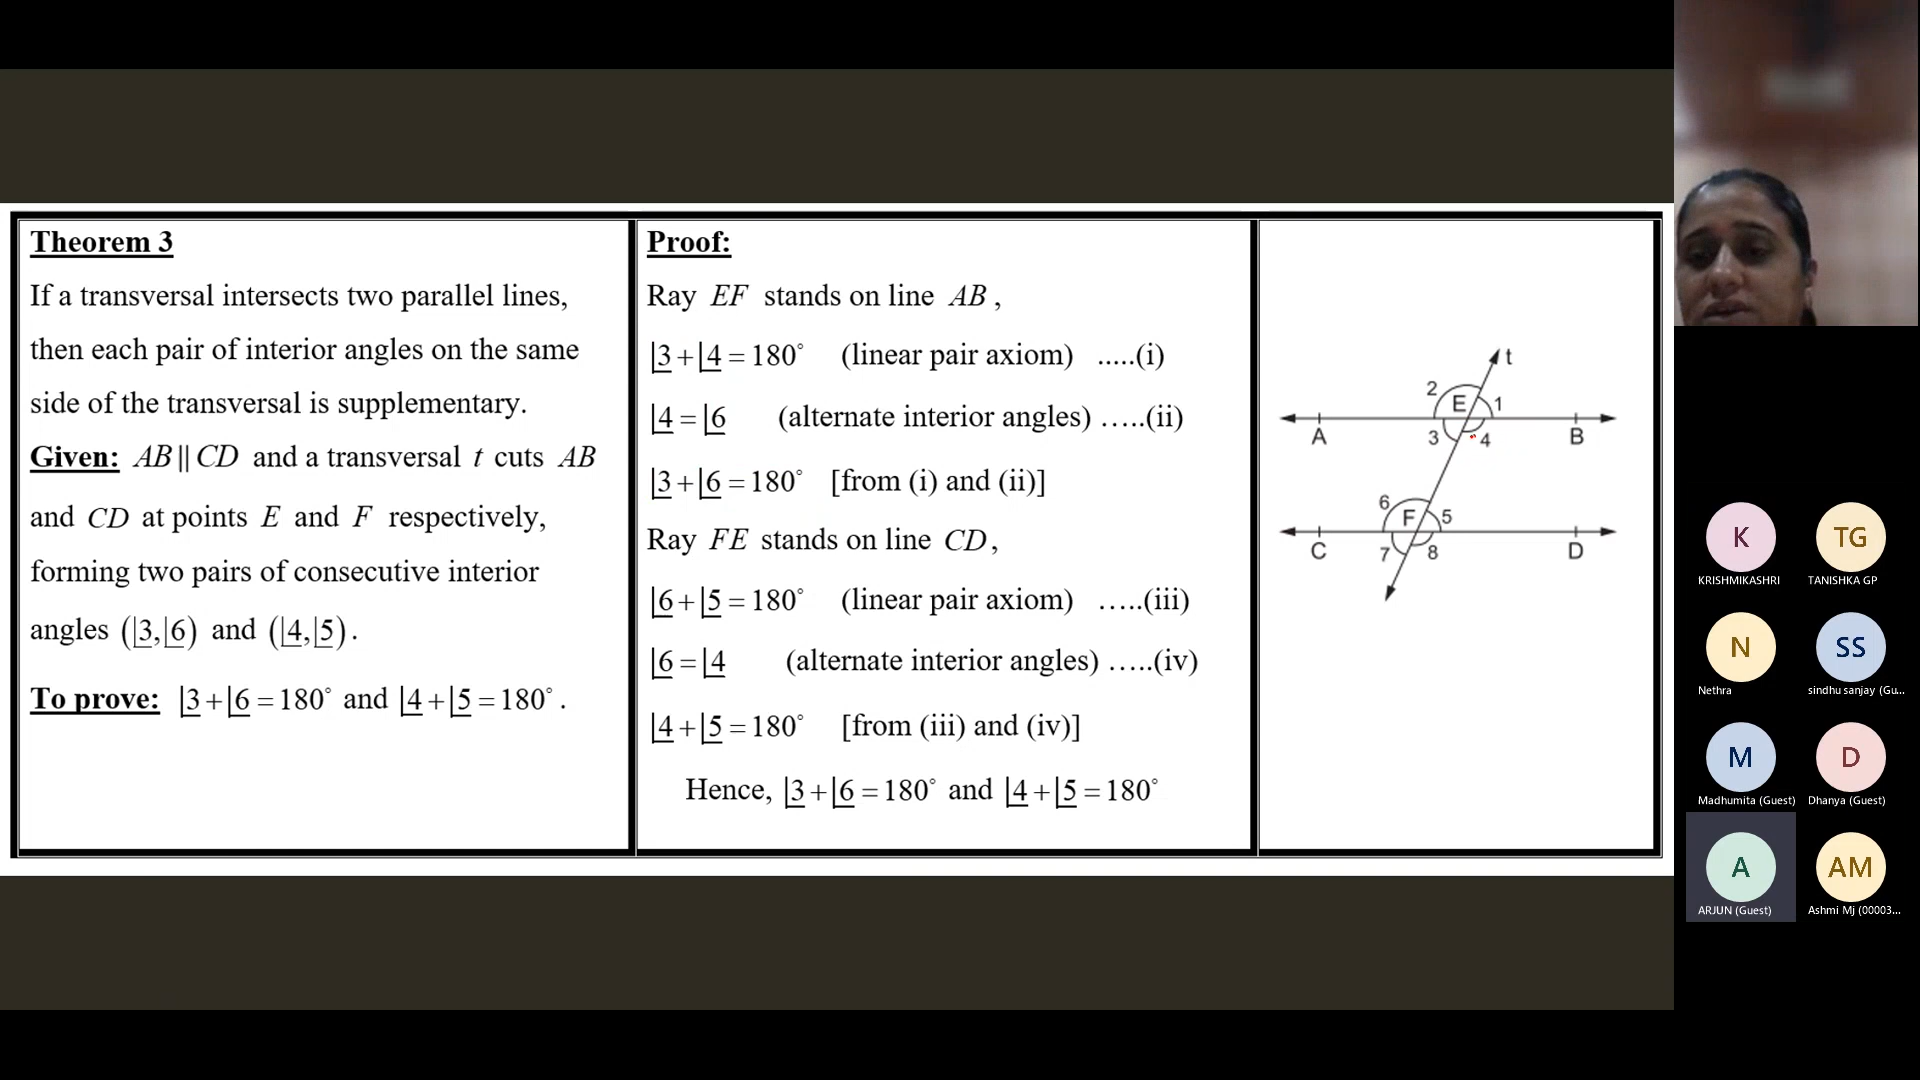 Theorem 3
If a transversal intersects two parallel lines,
then each pair of interior angles on the same
side of the transversal is supplementary.
Given: AB || CD and a transversal t cuts AB
and CD at points E and F respectively,
forming two pairs of consecutive interior
angles (⌊3,⌊6) and (⌊4,⌊5).
To prove: ⌊3+⌊6 = 180° and ⌊4+⌊5 = 180°.
Proof:
Ray EF stands on line AB,
⌊3+⌊4 = 180° (linear pair axiom) .....(i)
⌊4 = ⌊6 (alternate interior angles) …..(ii)
⌊3+⌊6 = 180° [from (i) and (ii)]
Ray FE stands on line CD,
⌊6+⌊5 = 180° (linear pair axiom) …..(iii)
⌊6 = ⌊4 (alternate interior angles) …..(iv)
⌊4+⌊5 = 180° [from (iii) and (iv)]
Hence, ⌊3+⌊6 = 180° and ⌊4+⌊5 = 180°
t
2 E 1
A 3 4 B
6 F 5
C 7 8 D
K TG
KRISHMIKASHRI TANISHKA GP
N SS
Nethra sindhu sanjay (Gu...
M D
Madhumita (Guest) Dhanya (Guest)
A AM
ARJUN (Guest) Ashmi Mj (00003...